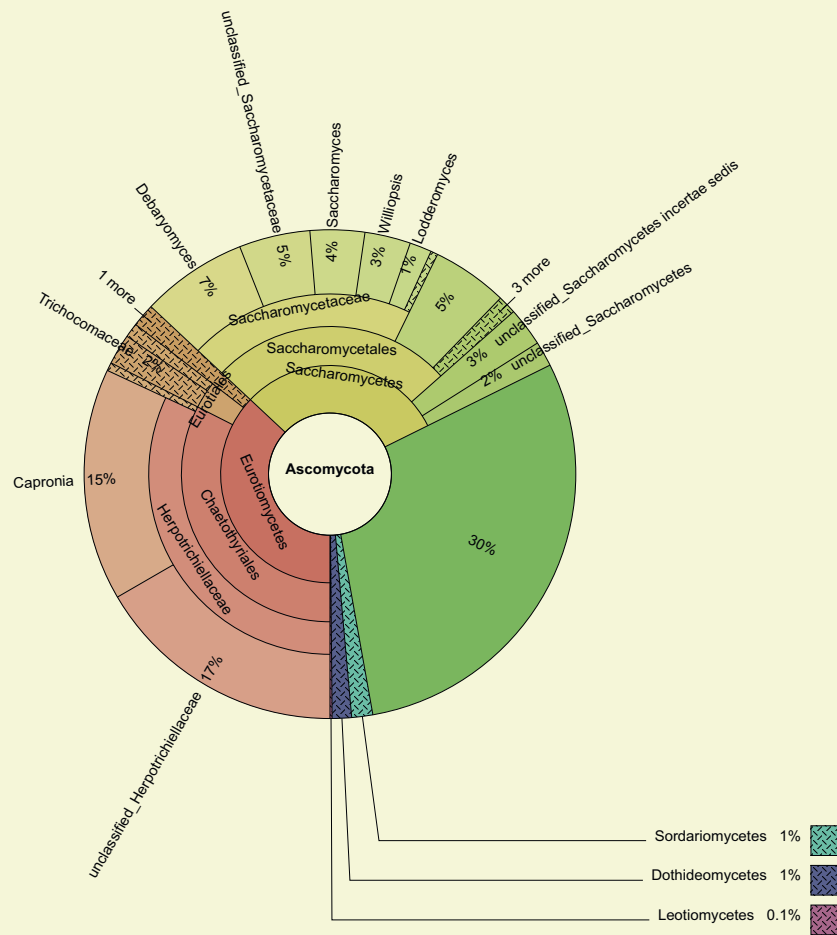 unclassified_Saccharomycetaceae
Saccharomyces
Williopsis
Lodderomyces
Debaryomyces
5%
4%
3%
1%
7%
1 more
3 more
unclassified_Saccharomycetes incertae sedis
Trichocomaceae
2%
Saccharomycetaceae
5%
unclassified_Saccharomycetes
Saccharomycetales
3%
Saccharomycetes
2%
Eurotiales
Ascomycota
Capronia
15%
Eurotiomycetes
Chaetothyriales
Herpotrichiellaceae
30%
17%
unclassified_Herpotrichiellaceae
Sordariomycetes 1%
Dothideomycetes 1%
Leotiomycetes 0.1%